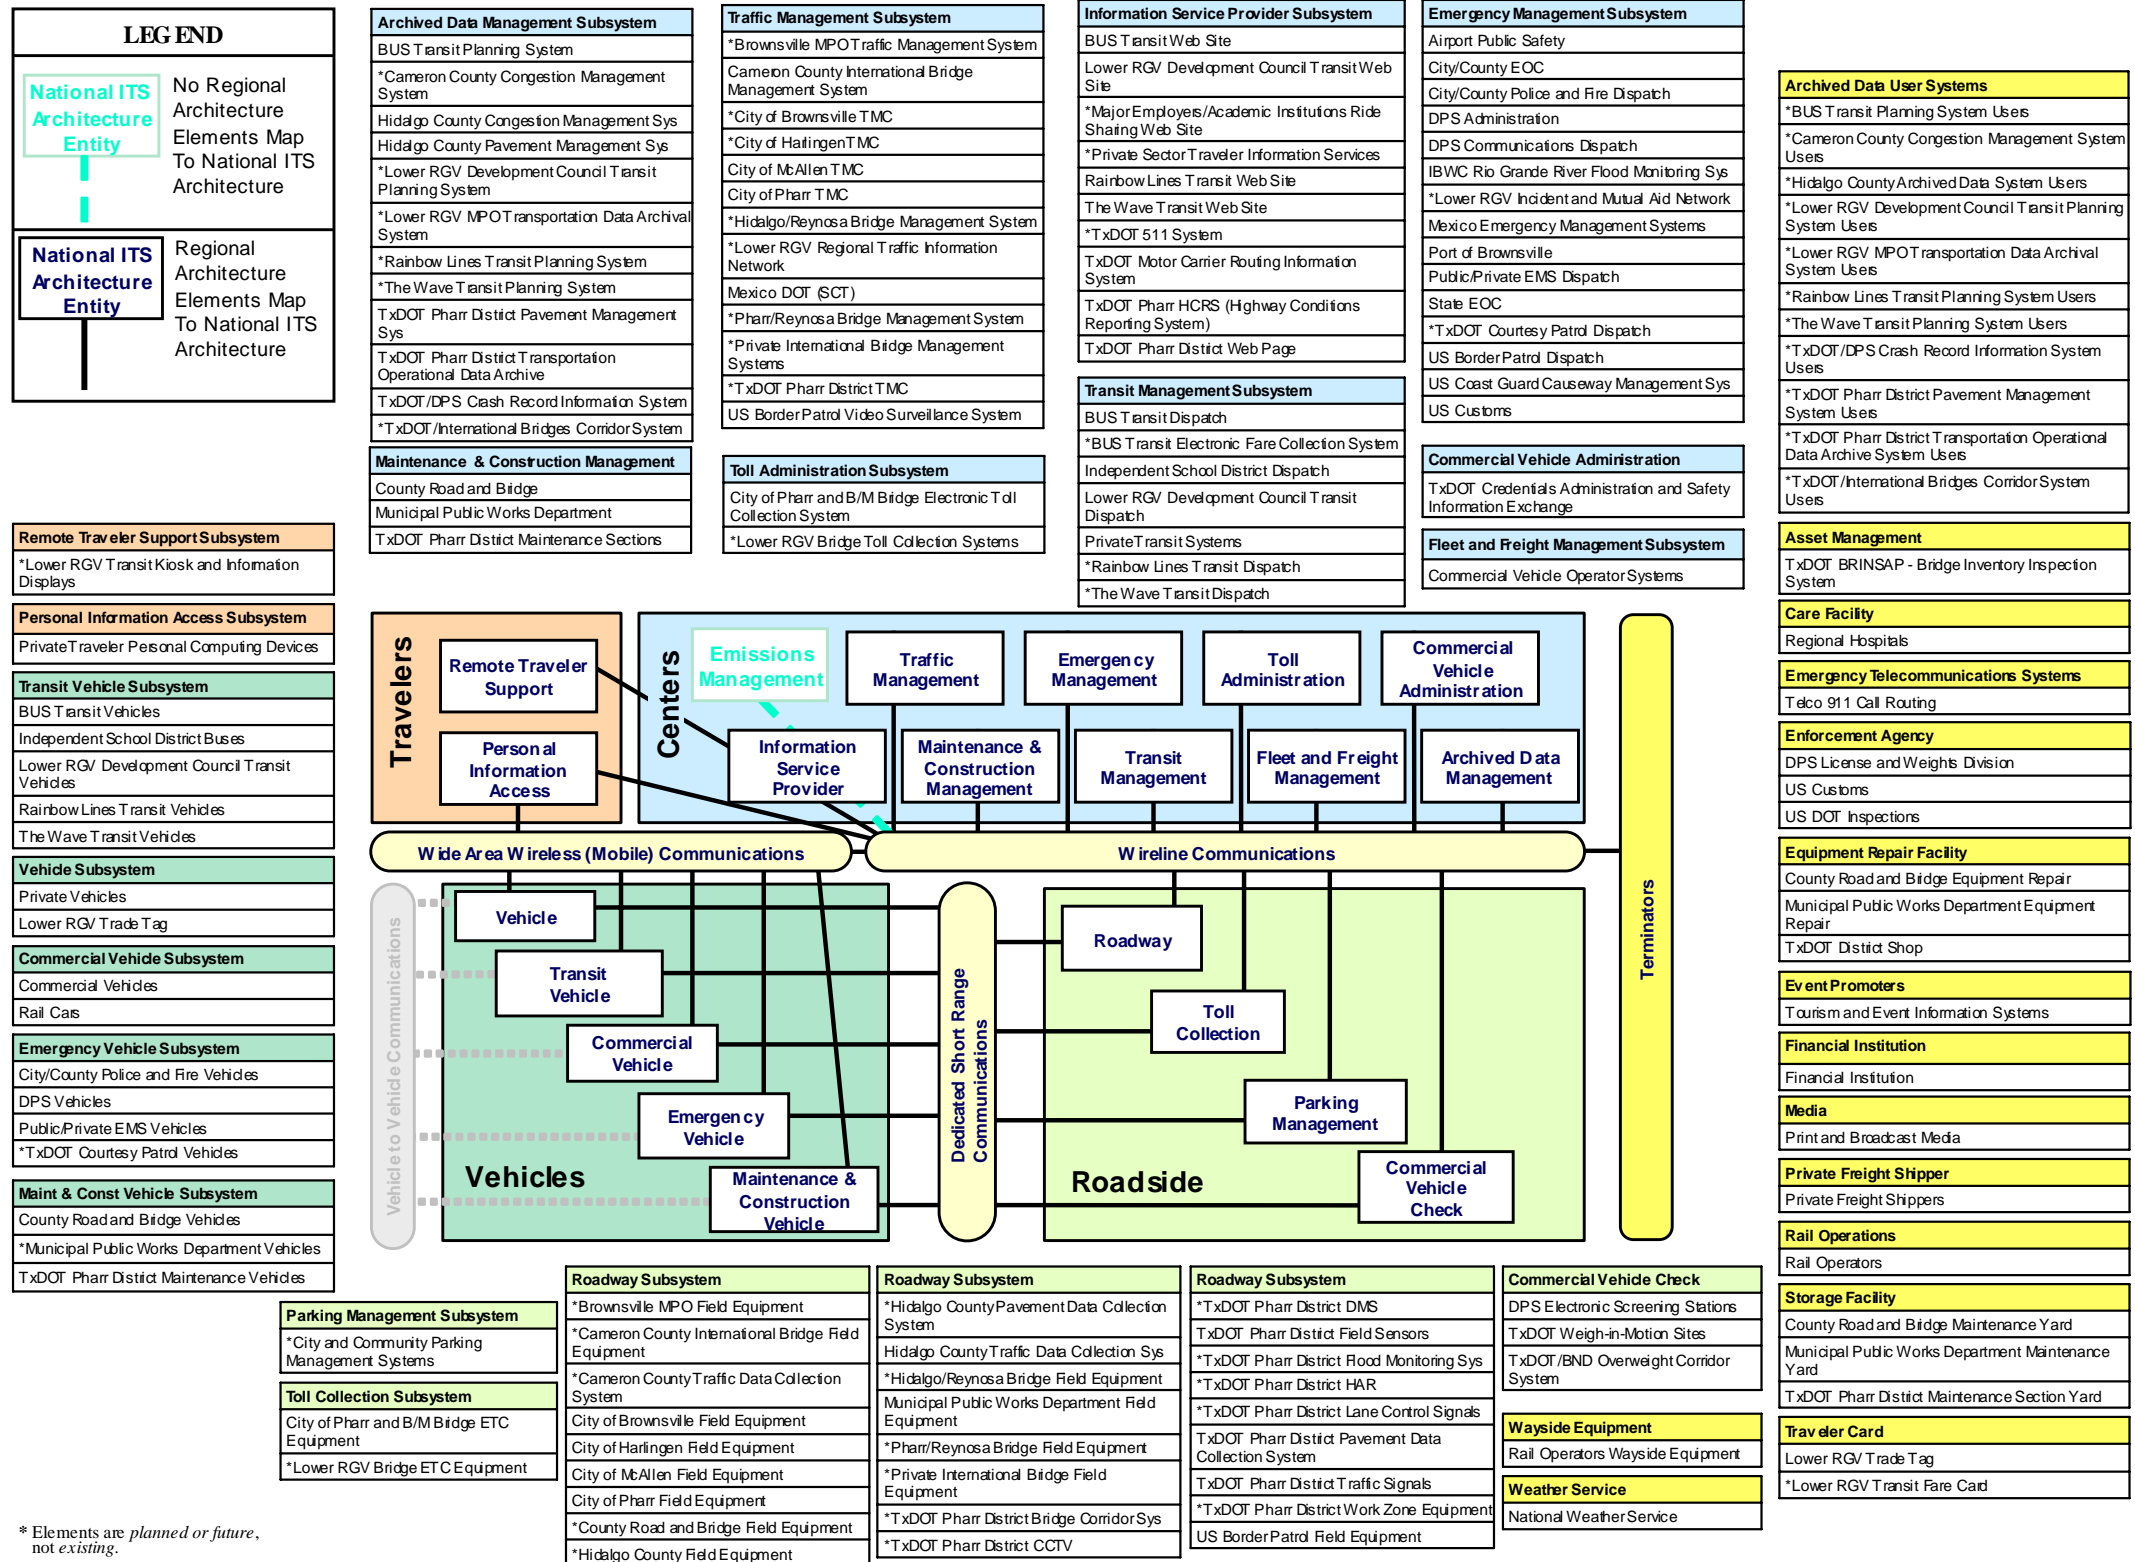 LEGEND
National ITS
Architecture
Entity
No Regional
Architecture
Elements Map
To National ITS
Architecture
National ITS
Architecture
Entity
Regional
Architecture
Elements Map
To National ITS
Architecture
Archived Data Management Subsystem
BUS Transit Planning System
*Cameron County Congestion Management
System
Hidalgo County Congestion Management Sys
Hidalgo County Pavement Management Sys
*Lower RGV Development Council Transit
Planning System
*Lower RGV MPO Transportation Data Archival
System
*Rainbow Lines Transit Planning System
*The Wave Transit Planning System
TxDOT Pharr District Pavement Management
Sys
TxDOT Pharr District Transportation
Operational Data Archive
TxDOT/DPS Crash Record Information System
*TxDOT/International Bridges Corridor System
Maintenance & Construction Management
County Road and Bridge
Municipal Public Works Department
TxDOT Pharr District Maintenance Sections
Traffic Management Subsystem
*Brownsville MPO Traffic Management System
Cameron County International Bridge
Management System
*City of Brownsville TMC
*City of Harlingen TMC
City of McAllen TMC
City of Pharr TMC
*Hidalgo/Reynosa Bridge Management System
*Lower RGV Regional Traffic Information
Network
Mexico DOT (SCT)
*Pharr/Reynosa Bridge Management System
*Private International Bridge Management
Systems
*TxDOT Pharr District TMC
US Border Patrol Video Surveillance System
Toll Administration Subsystem
City of Pharr and B/M Bridge Electronic Toll
Collection System
*Lower RGV Bridge Toll Collection Systems
Information Service Provider Subsystem
BUS Transit Web Site
Lower RGV Development Council Transit Web
Site
*Major Employers/Academic Institutions Ride
Sharing Web Site
*Private Sector Traveler Information Services
Rainbow Lines Transit Web Site
The Wave Transit Web Site
*TxDOT 511 System
TxDOT Motor Carrier Routing Information
System
TxDOT Pharr HCRS (Highway Conditions
Reporting System)
TxDOT Pharr District Web Page
Transit Management Subsystem
BUS Transit Dispatch
*BUS Transit Electronic Fare Collection System
Independent School District Dispatch
Lower RGV Development Council Transit
Dispatch
Private Transit Systems
*Rainbow Lines Transit Dispatch
*The Wave Transit Dispatch
Emergency Management Subsystem
Airport Public Safety
City/County EOC
City/County Police and Fire Dispatch
DPS Administration
DPS Communications Dispatch
IBWC Rio Grande River Flood Monitoring Sys
*Lower RGV Incident and Mutual Aid Network
Mexico Emergency Management Systems
Port of Brownsville
Public/Private EMS Dispatch
State EOC
*TxDOT Courtesy Patrol Dispatch
US Border Patrol Dispatch
US Coast Guard Causeway Management Sys
US Customs
Commercial Vehicle Administration
TxDOT Credentials Administration and Safety
Information Exchange
Fleet and Freight Management Subsystem
Commercial Vehicle Operator Systems
Archived Data User Systems
*BUS Transit Planning System Users
*Cameron County Congestion Management System
Users
*Hidalgo County Archived Data System Users
*Lower RGV Development Council Transit Planning
System Users
*Lower RGV MPO Transportation Data Archival
System Users
*Rainbow Lines Transit Planning System Users
*The Wave Transit Planning System Users
*TxDOT/DPS Crash Record Information System
Users
*TxDOT Pharr District Pavement Management
System Users
*TxDOT Pharr District Transportation Operational
Data Archive System Users
*TxDOT/International Bridges Corridor System
Users
Asset Management
TxDOT BRINSAP - Bridge Inventory Inspection
System
Care Facility
Regional Hospitals
Emergency Telecommunications Systems
Telco 911 Call Routing
Enforcement Agency
DPS License and Weights Division
US Customs
US DOT Inspections
Equipment Repair Facility
County Road and Bridge Equipment Repair
Municipal Public Works Department Equipment
Repair
TxDOT District Shop
Event Promoters
Tourism and Event Information Systems
Financial Institution
Financial Institution
Media
Print and Broadcast Media
Private Freight Shipper
Private Freight Shippers
Rail Operations
Rail Operators
Storage Facility
County Road and Bridge Maintenance Yard
Municipal Public Works Department Maintenance
Yard
TxDOT Pharr District Maintenance Section Yard
Traveler Card
Lower RGV Trade Tag
*Lower RGV Transit Fare Card
Remote Traveler Support Subsystem
*Lower RGV Transit Kiosk and Information
Displays
Personal Information Access Subsystem
Private Traveler Personal Computing Devices
Transit Vehicle Subsystem
BUS Transit Vehicles
Independent School District Buses
Lower RGV Development Council Transit
Vehicles
Rainbow Lines Transit Vehicles
The Wave Transit Vehicles
Vehicle Subsystem
Private Vehicles
Lower RGV Trade Tag
Commercial Vehicle Subsystem
Commercial Vehicles
Rail Cars
Emergency Vehicle Subsystem
City/County Police and Fire Vehicles
DPS Vehicles
Public/Private EMS Vehicles
*TxDOT Courtesy Patrol Vehicles
Maint & Const Vehicle Subsystem
County Road and Bridge Vehicles
*Municipal Public Works Department Vehicles
TxDOT Pharr District Maintenance Vehicles
Travelers
Remote Traveler
Support
Personal
Information
Access
Centers
Emissions
Management
Traffic
Management
Emergency
Management
Toll
Administration
Commercial
Vehicle
Administration
Information
Service
Provider
Maintenance &
Construction
Management
Transit
Management
Fleet and Freight
Management
Archived Data
Management
Wide Area Wireless (Mobile) Communications
Wireline Communications
Terminators
Vehicle to Vehicle Communications
Vehicle
Transit
Vehicle
Commercial
Vehicle
Emergency
Vehicle
Maintenance &
Construction
Vehicle
Vehicles
Dedicated Short Range
Communications
Roadway
Toll
Collection
Parking
Management
Commercial
Vehicle
Check
Roadside
Parking Management Subsystem
*City and Community Parking
Management Systems
Toll Collection Subsystem
City of Pharr and B/M Bridge ETC
Equipment
*Lower RGV Bridge ETC Equipment
Roadway Subsystem
*Brownsville MPO Field Equipment
*Cameron County International Bridge Field
Equipment
*Cameron County Traffic Data Collection
System
City of Brownsville Field Equipment
City of Harlingen Field Equipment
City of McAllen Field Equipment
City of Pharr Field Equipment
*County Road and Bridge Field Equipment
*Hidalgo County Field Equipment
Roadway Subsystem
*Hidalgo County Pavement Data Collection
System
Hidalgo County Traffic Data Collection Sys
*Hidalgo/Reynosa Bridge Field Equipment
Municipal Public Works Department Field
Equipment
*Pharr/Reynosa Bridge Field Equipment
*Private International Bridge Field
Equipment
*TxDOT Pharr District Bridge Corridor Sys
*TxDOT Pharr District CCTV
Roadway Subsystem
*TxDOT Pharr District DMS
TxDOT Pharr District Field Sensors
*TxDOT Pharr District Flood Monitoring Sys
*TxDOT Pharr District HAR
*TxDOT Pharr District Lane Control Signals
TxDOT Pharr District Pavement Data
Collection System
TxDOT Pharr District Traffic Signals
*TxDOT Pharr District Work Zone Equipment
US Border Patrol Field Equipment
Commercial Vehicle Check
DPS Electronic Screening Stations
TxDOT Weigh-in-Motion Sites
TxDOT/BND Overweight Corridor
System
Wayside Equipment
Rail Operators Wayside Equipment
Weather Service
National Weather Service
* Elements are planned or future,
not existing.